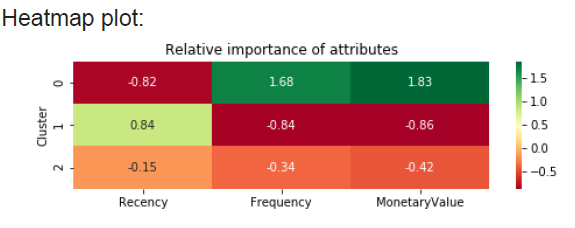 Heatmap plot:
Relative importance of attributes
0 -0.82 1.68 1.83
1 0.84 -0.84 -0.86
2 -0.15 -0.34 -0.42
Cluster
Recency Frequency MonetaryValue
1.5
1.0
0.5
0.0
-0.5